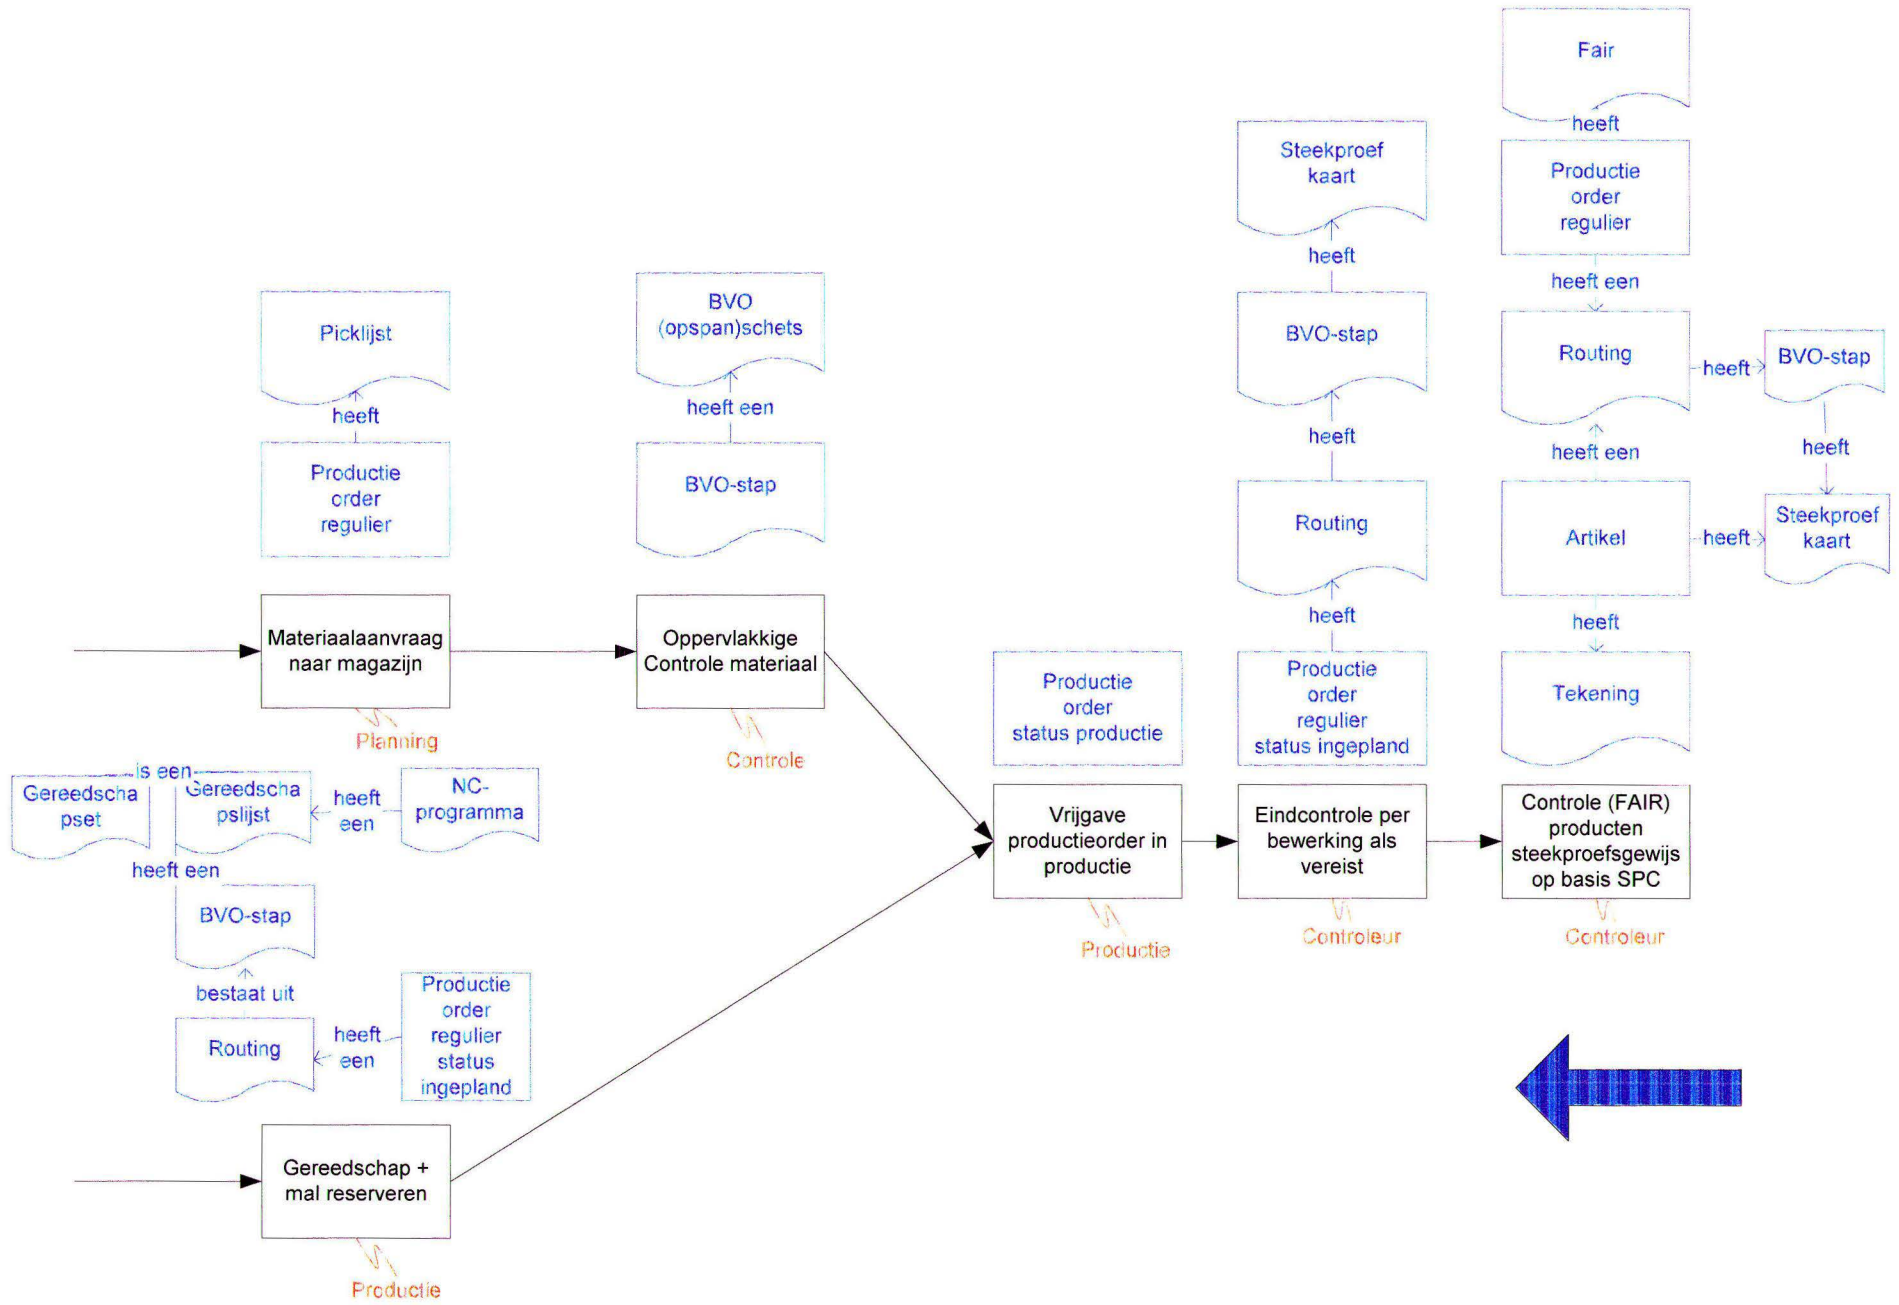 Fair
heeft
Productie
order
regulier
heeft een
Routing
heeft
BVO-stap
heeft
Steekproef
kaart
heeft een
Artikel
heeft
heeft
Tekening
Steekproef
kaart
heeft
BVO-stap
heeft
Routing
heeft
Productie
order
regulier
status ingepland
Picklijst
heeft
Productie
order
regulier
BVO
(opspan)schets
heeft een
BVO-stap
Materiaalaanvraag
naar magazijn
Planning
Oppervlakkige
Controle materiaal
Controle
Productie
order
status productie
is een
Gereedscha
pset
Gereedscha
pslijst
heeft
een
NC-
programma
heeft een
BVO-stap
bestaat uit
Routing
heeft
een
Productie
order
regulier
status
ingepland
Vrijgave
productieorder in
productie
Productie
Eindcontrole per
bewerking als
vereist
Controleur
Controle (FAIR)
producten
steekproefsgewijs
op basis SPC
Controleur
Gereedschap +
mal reserveren
Productie